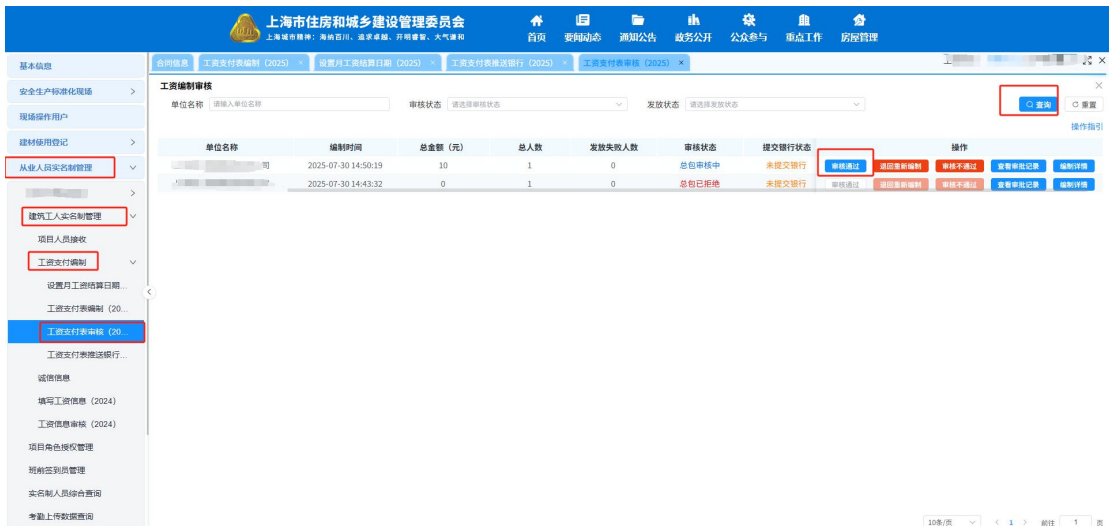 上海市住房和城乡建设管理委员会
上海城市精神：海纳百川、追求卓越、开明睿智、大气谦和
首页 要闻动态 通知公告 政务公开 公众参与 重点工作 房屋管理
基本信息
安全生产标准化现场
现场操作用户
建材使用登记
从业人员实名制管理
建筑工人实名制管理
项目人员接收
工资支付编制
设置月工资结算日期...
工资支付表编制（20...
工资支付表审核（20...
工资支付表推送银行...
诚信信息
填写工资信息（2024）
工资信息审核（2024）
项目角色授权管理
班前签到员管理
实名制人员综合查询
考勤上传数据查询
合同信息 工资支付表编制（2025）× 设置月工资结算日期（2025）× 工资支付表推送银行（2025）× 工资支付表审核（2025）×
工资编制审核
单位名称 请输入单位名称 审核状态 请选择审核状态 发放状态 请选择发放状态 查询 重置
操作指引
单位名称 编制时间 总金额（元） 总人数 发放失败人数 审核状态 提交银行状态 操作
司 2025-07-30 14:50:19 10 1 0 总包审核中 未提交银行 审核通过 退回重新编制 审核不通过 查看审批记录 编制详情
2025-07-30 14:43:32 0 1 0 总包已拒绝 未提交银行 审核通过 退回重新编制 审核不通过 查看审批记录 编制详情
10条/页 < 1 > 前往 1 页